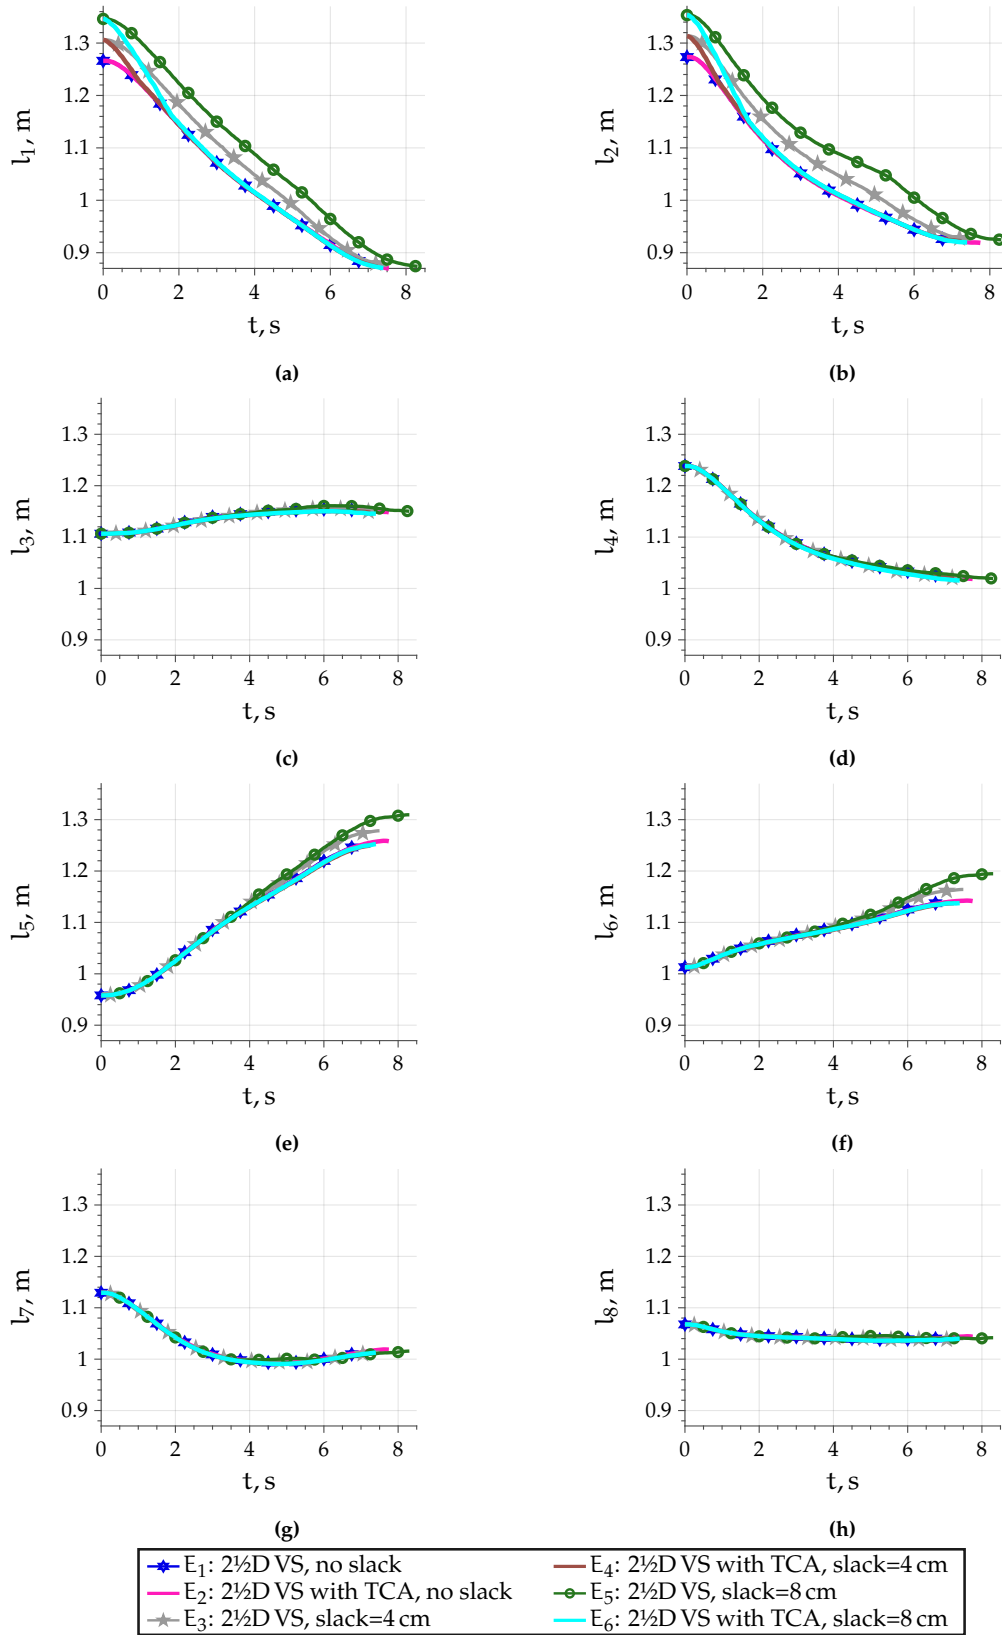 1.3
1.2
1.1
1
0.9
l₁, m
0 2 4 6 8
t, s
(a)
1.3
1.2
1.1
1
0.9
l₂, m
0 2 4 6 8
t, s
(b)
1.3
1.2
1.1
1
0.9
l₃, m
0 2 4 6 8
t, s
(c)
1.3
1.2
1.1
1
0.9
l₄, m
0 2 4 6 8
t, s
(d)
1.3
1.2
1.1
1
0.9
l₅, m
0 2 4 6 8
t, s
(e)
1.3
1.2
1.1
1
0.9
l₆, m
0 2 4 6 8
t, s
(f)
1.3
1.2
1.1
1
0.9
l₇, m
0 2 4 6 8
t, s
(g)
1.3
1.2
1.1
1
0.9
l₈, m
0 2 4 6 8
t, s
(h)
E₁: 2½D VS, no slack
E₂: 2½D VS with TCA, no slack
E₃: 2½D VS, slack=4 cm
E₄: 2½D VS with TCA, slack=4 cm
E₅: 2½D VS, slack=8 cm
E₆: 2½D VS with TCA, slack=8 cm